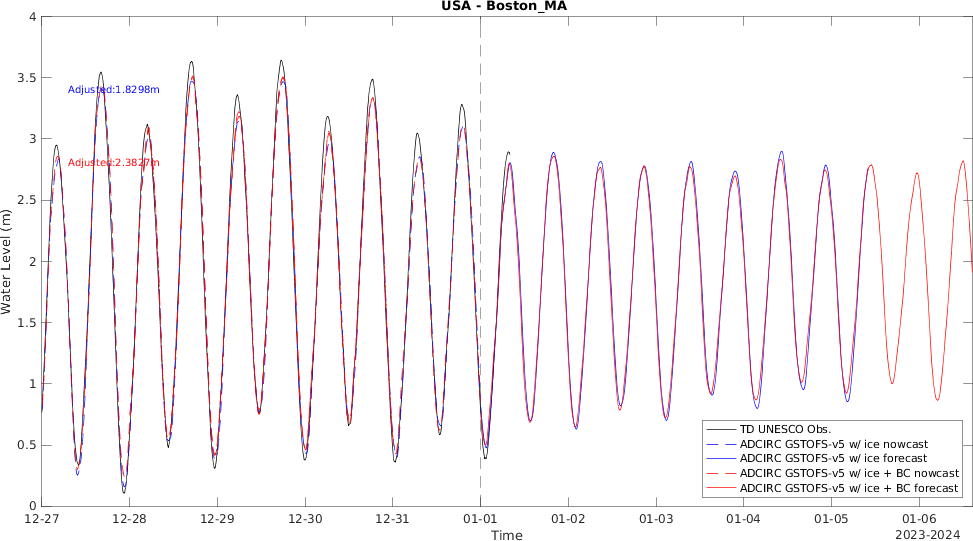 USA - Boston_MA
4
3.5
3
2.5
2
1.5
1
0.5
0
Water Level (m)
Adjusted:1.8298m
Adjusted:2.3827m
TD UNESCO Obs.
ADCIRC GSTOFS-v5 w/ ice nowcast
ADCIRC GSTOFS-v5 w/ ice forecast
ADCIRC GSTOFS-v5 w/ ice + BC nowcast
ADCIRC GSTOFS-v5 w/ ice + BC forecast
12-27 12-28 12-29 12-30 12-31 01-01 01-02 01-03 01-04 01-05 01-06
Time
2023-2024